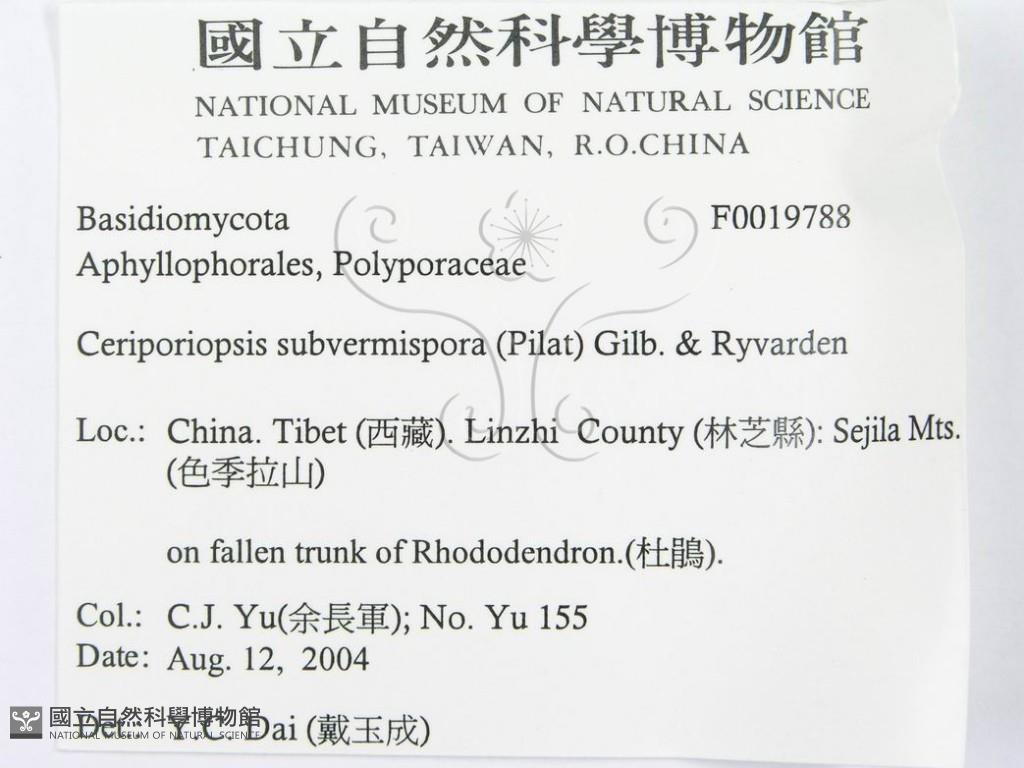 國立自然科學博物館
NATIONAL MUSEUM OF NATURAL SCIENCE
TAICHUNG, TAIWAN, R.O.CHINA
Basidiomycota F0019788
Aphyllophorales, Polyporaceae
Ceriporiopsis subvermispora (Pilat) Gilb. & Ryvarden
Loc.: China. Tibet (西藏). Linzhi County (林芝縣): Sejila Mts.
(色季拉山)
on fallen trunk of Rhododendron.(杜鵑).
Col.: C.J. Yu(余長軍); No. Yu 155
Date: Aug. 12, 2004
Det.: Y.C. Dai (戴玉成)
國立自然科學博物館
NATIONAL MUSEUM OF NATURAL SCIENCE